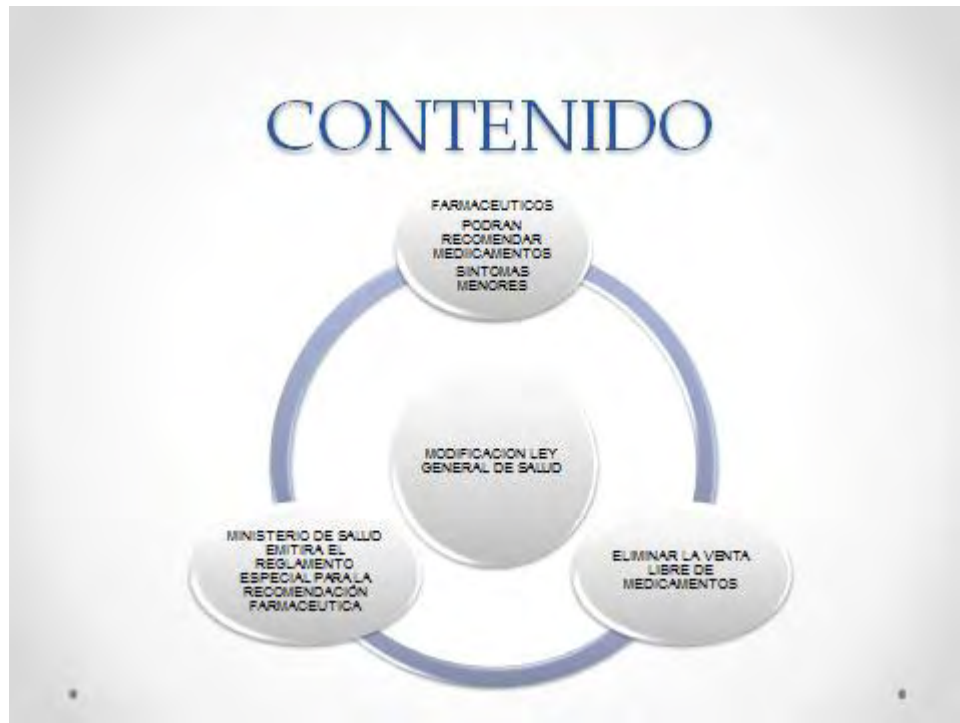 CONTENIDO
FARMACEUTICOS
PODRAN
RECOMENDAR
MEDIICAMENTOS
SINTOMAS
MENORES
MODIFICACION LEY
GENERAL DE SALUD
MINISTERIO DE SALUD
EMITIRA EL
REGLAMENTO
ESPECIAL PARA LA
RECOMENDACIÓN
FARMACEUTICA
ELIMINAR LA VENTA
LIBRE DE
MEDICAMENTOS